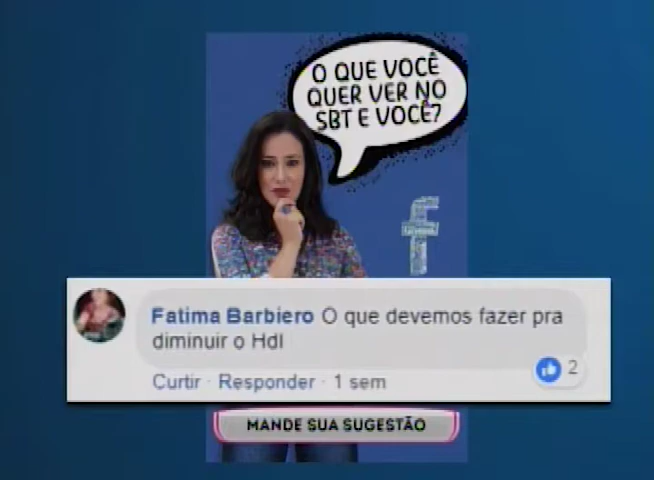 O QUE VOCÊ
QUER VER NO
SBT E VOCÊ?
Fatima Barbiero O que devemos fazer pra
diminuir o Hdl
Curtir · Responder · 1 sem
2
MANDE SUA SUGESTÃO